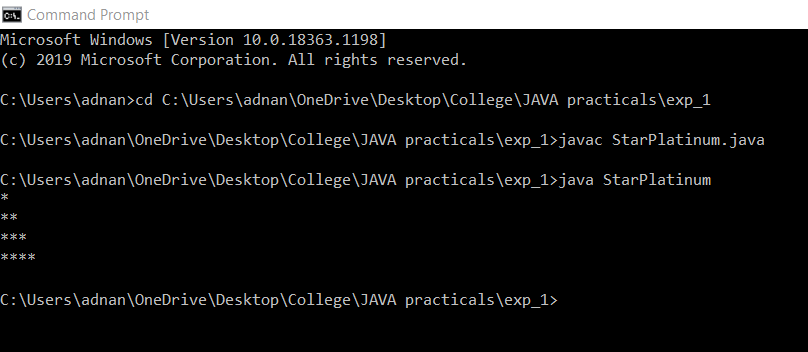 Command Prompt
Microsoft Windows [Version 10.0.18363.1198]
(c) 2019 Microsoft Corporation. All rights reserved.
C:\Users\adnan>cd C:\Users\adnan\OneDrive\Desktop\College\JAVA practicals\exp_1
C:\Users\adnan\OneDrive\Desktop\College\JAVA practicals\exp_1>javac StarPlatinum.java
C:\Users\adnan\OneDrive\Desktop\College\JAVA practicals\exp_1>java StarPlatinum
*
**
***
****
C:\Users\adnan\OneDrive\Desktop\College\JAVA practicals\exp_1>